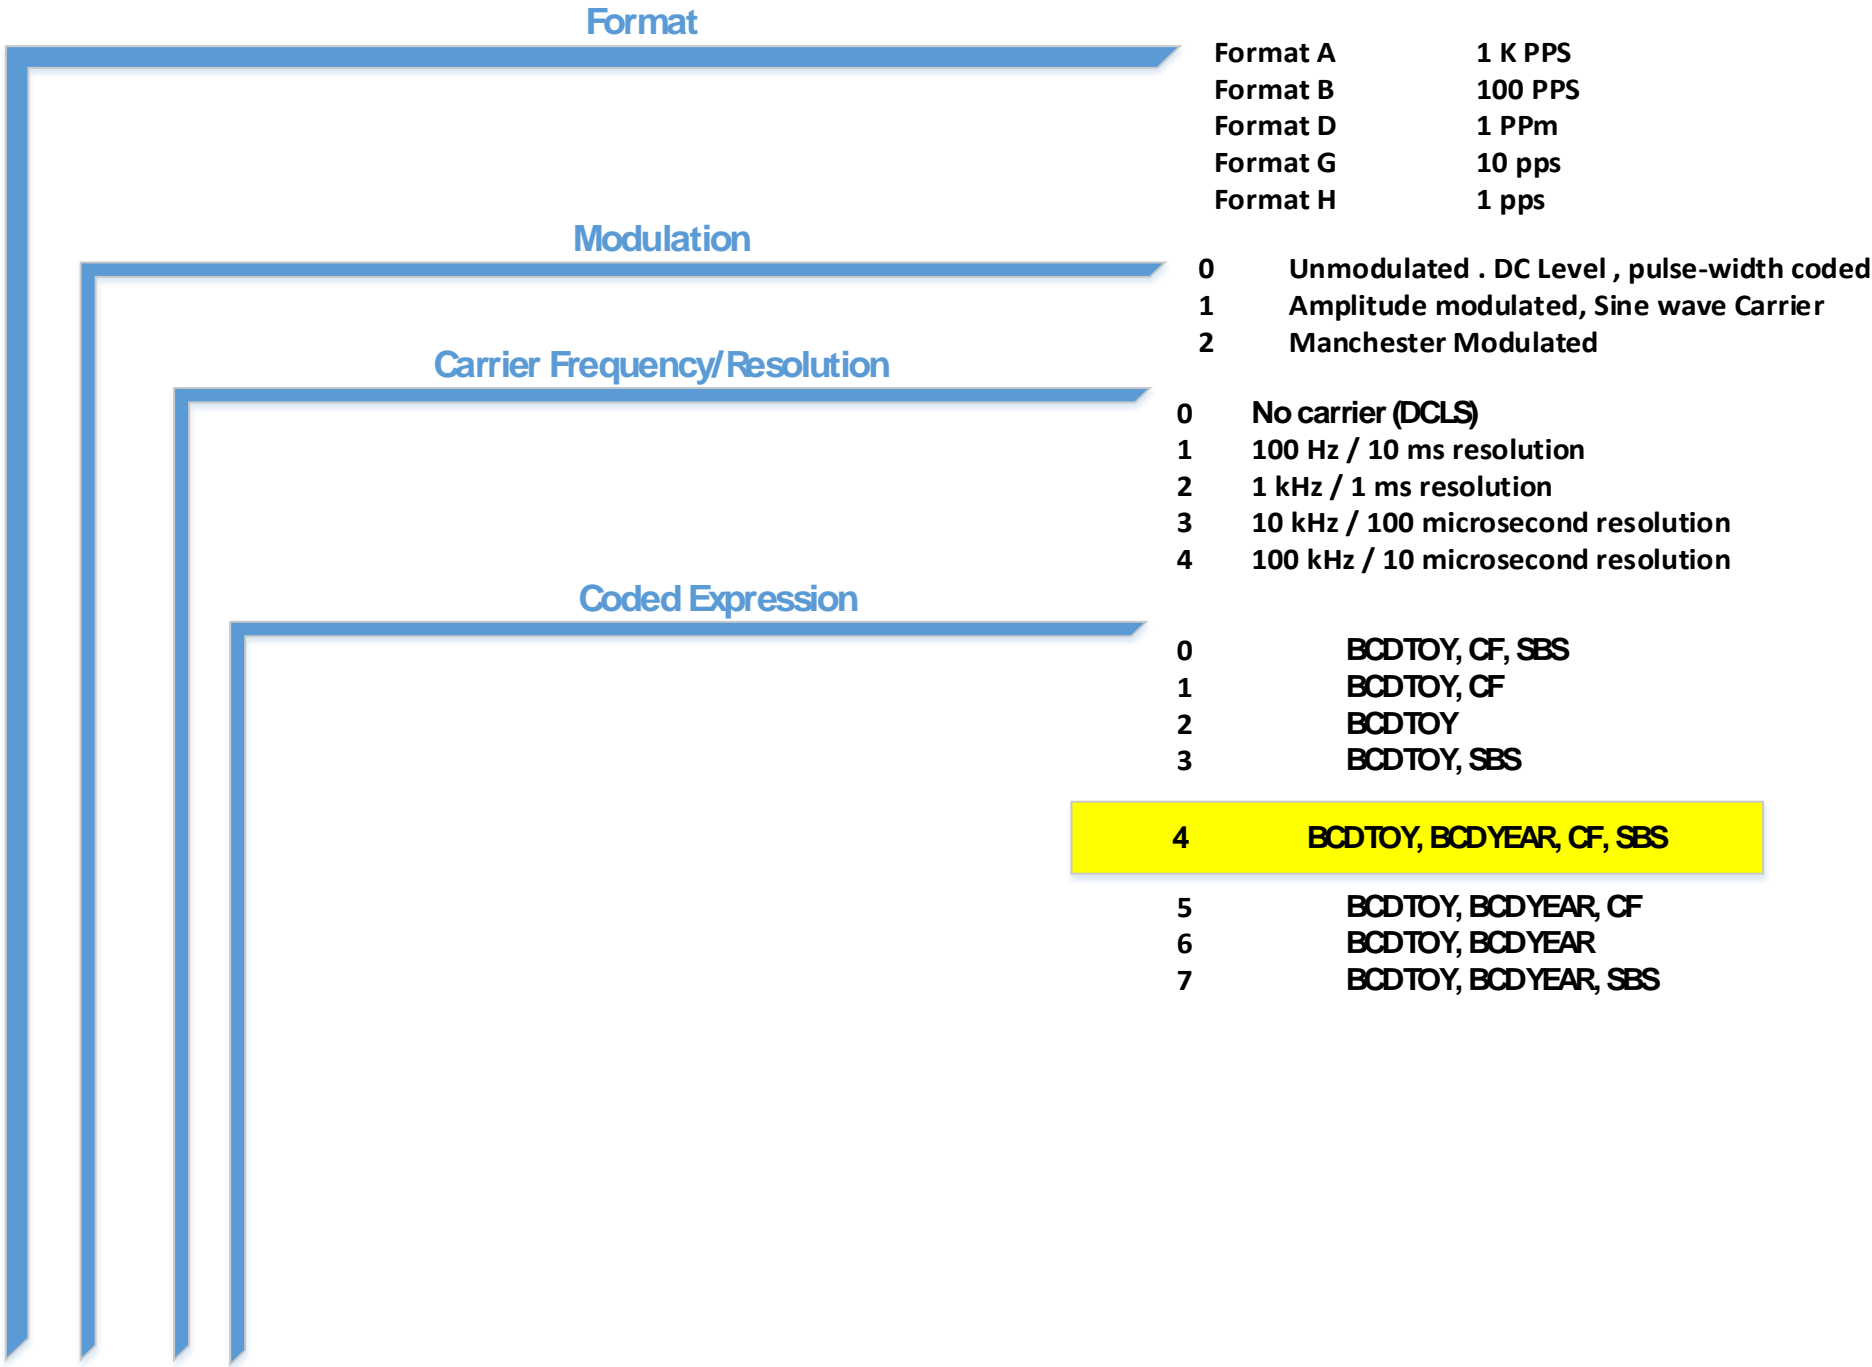 Format
Format A 1 K PPS
Format B 100 PPS
Format D 1 PPm
Format G 10 pps
Format H 1 pps
Modulation
0 Unmodulated . DC Level , pulse-width coded
1 Amplitude modulated, Sine wave Carrier
2 Manchester Modulated
Carrier Frequency/Resolution
0 No carrier (DCLS)
1 100 Hz / 10 ms resolution
2 1 kHz / 1 ms resolution
3 10 kHz / 100 microsecond resolution
4 100 kHz / 10 microsecond resolution
Coded Expression
0 BCDTOY, CF, SBS
1 BCDTOY, CF
2 BCDTOY
3 BCDTOY, SBS
4 BCDTOY, BCDYEAR, CF, SBS
5 BCDTOY, BCDYEAR, CF
6 BCDTOY, BCDYEAR
7 BCDTOY, BCDYEAR, SBS